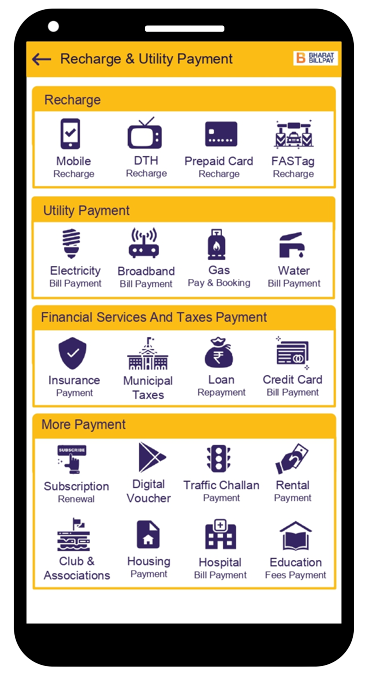 Recharge & Utility Payment
BHARAT
BILLPAY
Recharge
Mobile
Recharge
DTH
Recharge
Prepaid Card
Recharge
FASTag
Recharge
Utility Payment
Electricity
Bill Payment
Broadband
Bill Payment
Gas
Pay & Booking
Water
Bill Payment
Financial Services And Taxes Payment
Insurance
Payment
Municipal
Taxes
Loan
Repayment
Credit Card
Bill Payment
More Payment
SUBSCRIBE
Subscription
Renewal
Digital
Voucher
Traffic Challan
Payment
Rental
Payment
Club &
Associations
Housing
Payment
Hospital
Bill Payment
Education
Fees Payment